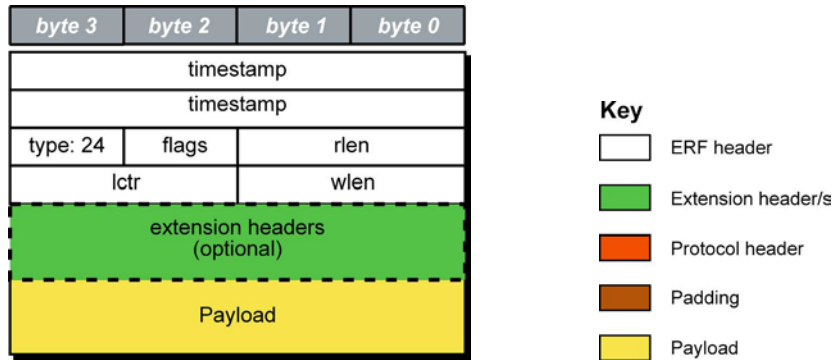 byte 3 byte 2 byte 1 byte 0
timestamp
timestamp
type: 24 flags rlen
lctr wlen
extension headers
(optional)
Payload
Key
ERF header
Extension header/s
Protocol header
Padding
Payload